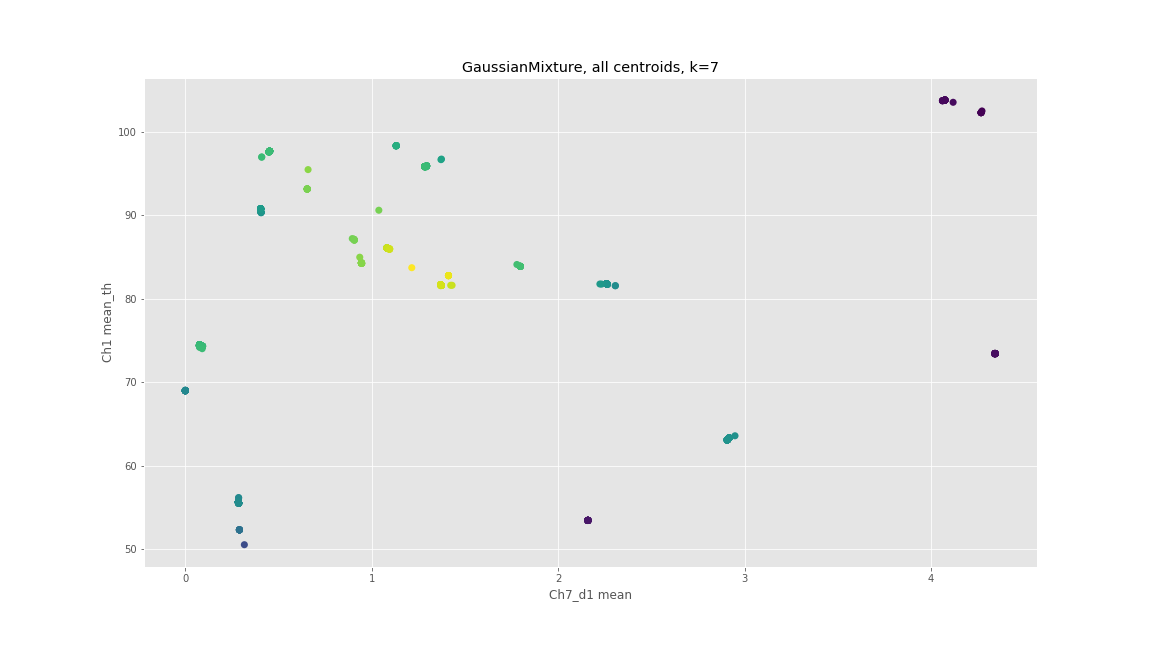 GaussianMixture, all centroids, k=7
100
90
80
70
60
50
Ch1 mean_th
0 1 2 3 4
Ch7_d1 mean